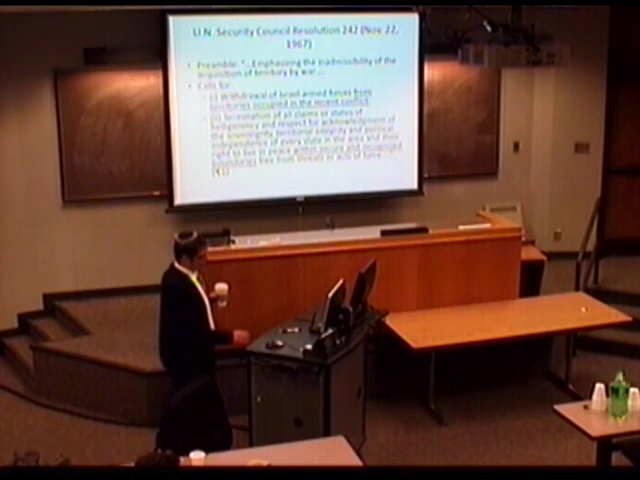 U.N. Security Council Resolution 242 (Nov. 22,
1967)
• Preamble: "...Emphasizing the inadmissibility of the
acquisition of territory by war...
• Calls for:
(i) Withdrawal of Israel armed forces from
territories occupied in the recent conflict;
(ii) Termination of all claims or states of
belligerency and respect for acknowledgment of
the sovereignty, territorial integrity and political
independence of every state in the area and their
right to live in peace within secure and recognized
boundaries free from threats or acts of force...